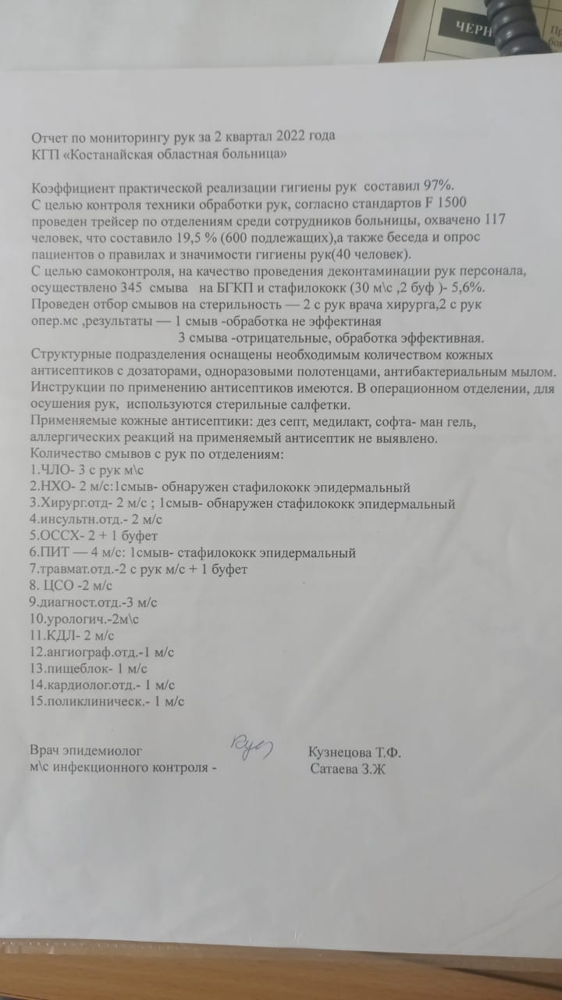 ЧЕРН
Отчет по мониторингу рук за 2 квартал 2022 года
КГП «Костанайская областная больница»
Коэффициент практической реализации гигиены рук составил 97%.
С целью контроля техники обработки рук, согласно стандартов F 1500
проведен трейсер по отделениям среди сотрудников больницы, охвачено 117
человек, что составило 19,5 % (600 подлежащих),а также беседа и опрос
пациентов о правилах и значимости гигиены рук(40 человек).
С целью самоконтроля, на качество проведения деконтаминации рук персонала,
осуществлено 345 смыва на БГКП и стафилококк (30 м\с ,2 буф )- 5,6%.
Проведен отбор смывов на стерильность — 2 с рук врача хирурга,2 с рук
опер.мс ,результаты — 1 смыв -обработка не эффектиная
3 смыва -отрицательные, обработка эффективная.
Структурные подразделения оснащены необходимым количеством кожных
антисептиков с дозаторами, одноразовыми полотенцами, антибактериальным мылом.
Инструкции по применению антисептиков имеются. В операционном отделении, для
осушения рук, используются стерильные салфетки.
Применяемые кожные антисептики: дез септ, медилакт, софта- ман гель,
аллергических реакций на применяемый антисептик не выявлено.
Количество смывов с рук по отделениям:
1.ЧЛО- 3 с рук м\с
2.НХО- 2 м/с:1смыв- обнаружен стафилококк эпидермальный
3.Хирург.отд- 2 м/с ; 1смыв- обнаружен стафилококк эпидермальный
4.инсультн.отд.- 2 м/с
5.ОССХ- 2 + 1 буфет
6.ПИТ — 4 м/с: 1смыв- стафилококк эпидермальный
7.травмат.отд.-2 с рук м/с + 1 буфет
8. ЦСО -2 м/с
9.диагност.отд.-3 м/с
10.урологич.-2м\с
11.КДЛ- 2 м/с
12.ангиограф.отд.-1 м/с
13.пищеблок- 1 м/с
14.кардиолог.отд.- 1 м/с
15.поликлиническ.- 1 м/с
Врач эпидемиолог Кузнецова Т.Ф.
м\с инфекционного контроля - Сатаева З.Ж